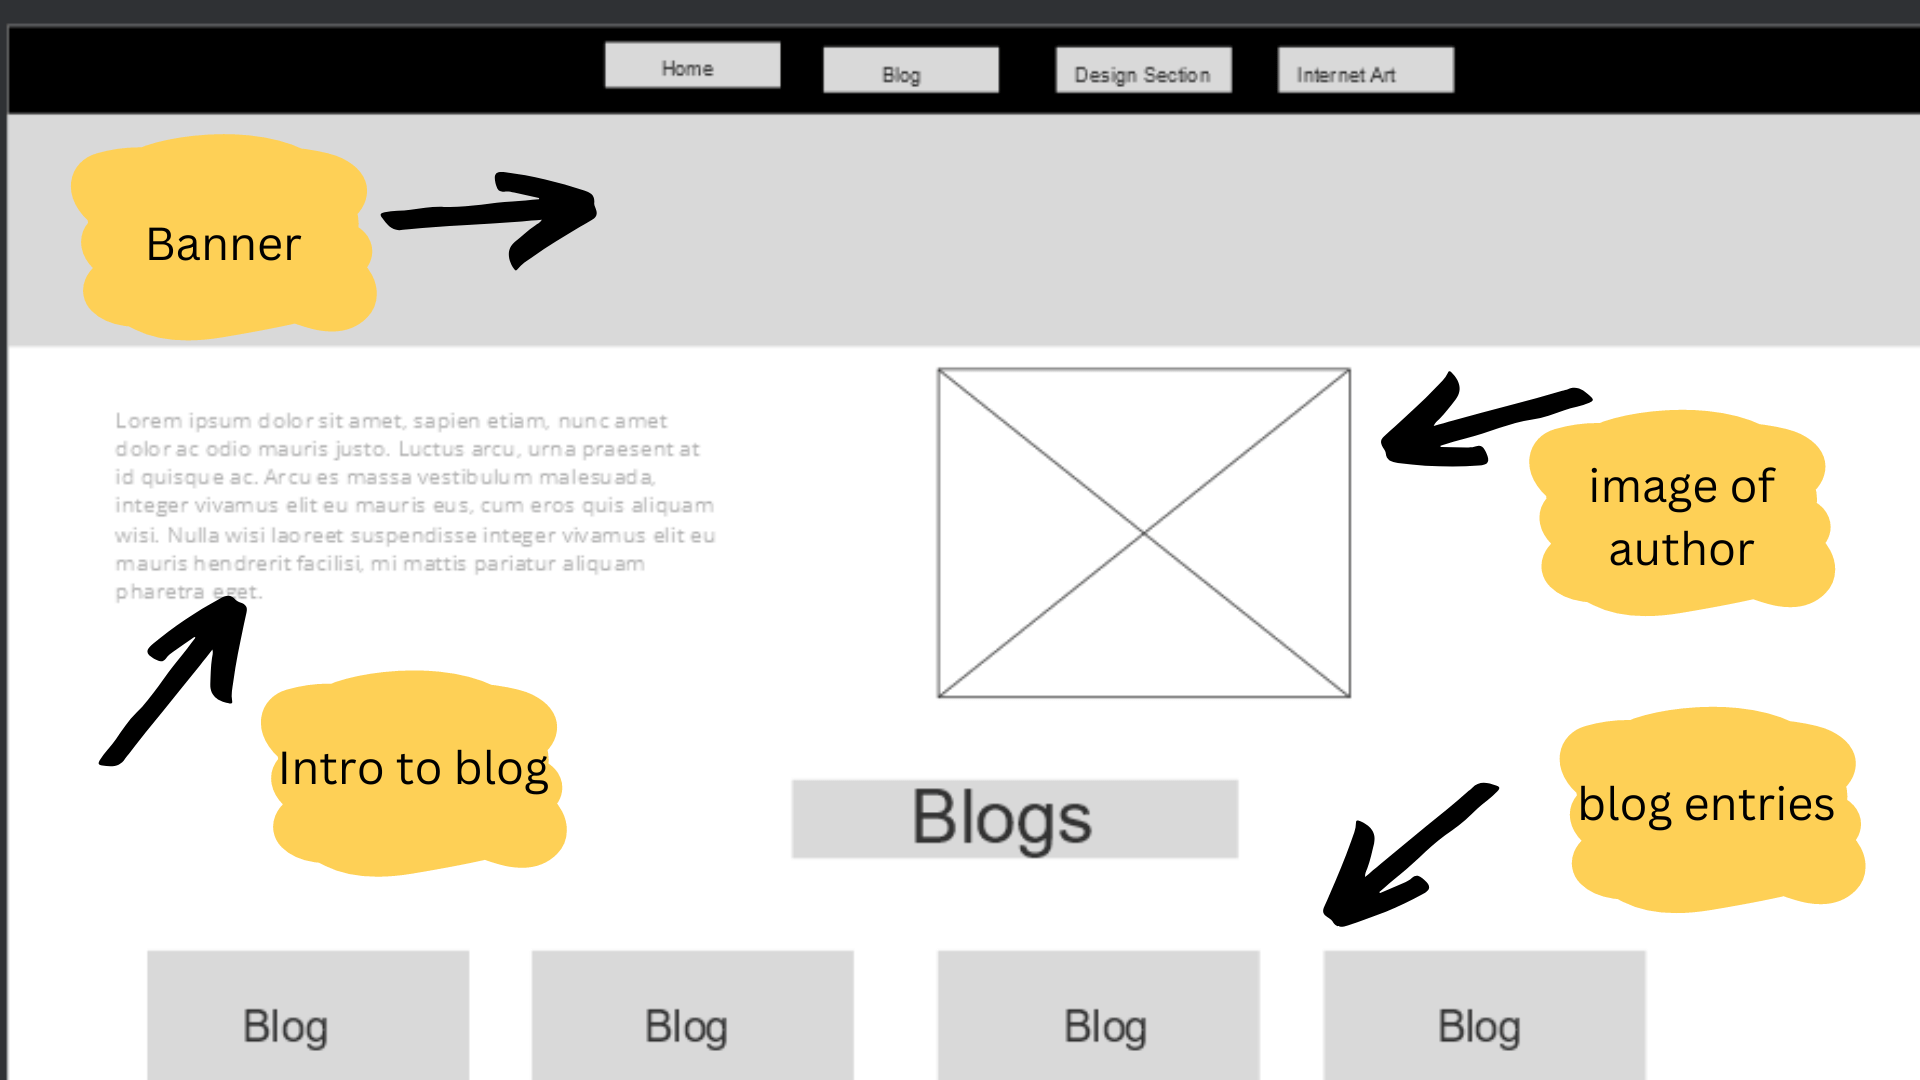 Home
Blog
Design Section
Internet Art
Banner
Lorem ipsum dolor sit amet, sapien etiam, nunc amet
dolor ac odio mauris justo. Luctus arcu, urna praesent at
id quisque ac. Arcu es massa vestibulum malesuada,
integer vivamus elit eu mauris eus, cum eros quis aliquam
wisi. Nulla wisi laoreet suspendisse integer vivamus elit eu
mauris hendrerit facilisi, mi mattis pariatur aliquam
pharetra eget.
image of
author
Intro to blog
Blogs
blog entries
Blog
Blog
Blog
Blog